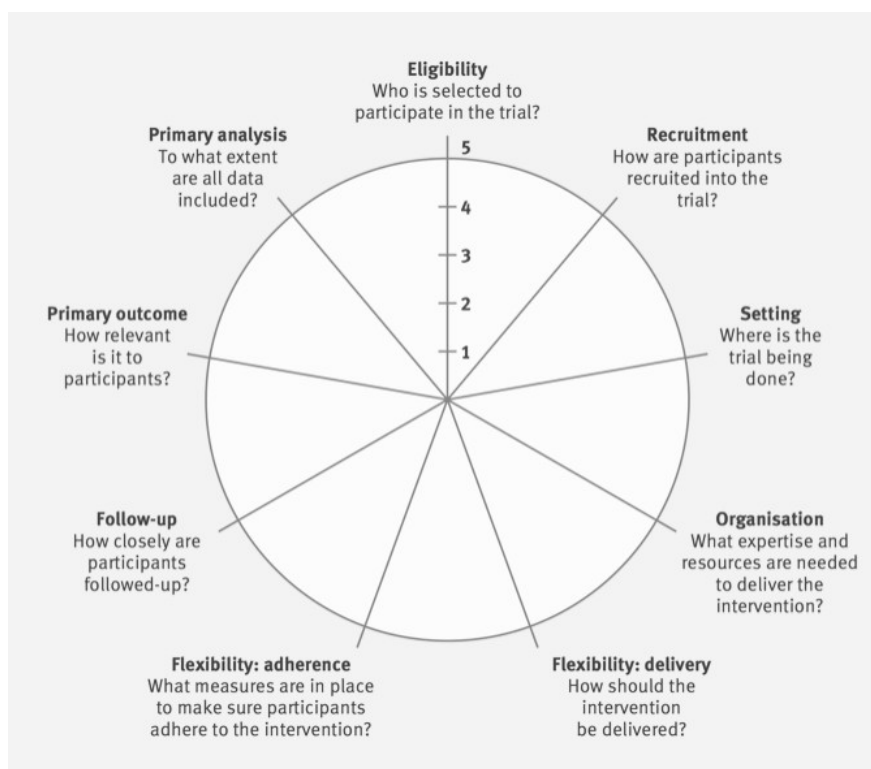 Eligibility
Who is selected to
participate in the trial?
Recruitment
How are participants
recruited into the
trial?
Setting
Where is the
trial being
done?
Organisation
What expertise and
resources are needed
to deliver the
intervention?
Flexibility: delivery
How should the
intervention
be delivered?
Flexibility: adherence
What measures are in place
to make sure participants
adhere to the intervention?
Follow-up
How closely are
participants
followed-up?
Primary outcome
How relevant
is it to
participants?
Primary analysis
To what extent
are all data
included?
5
4
3
2
1